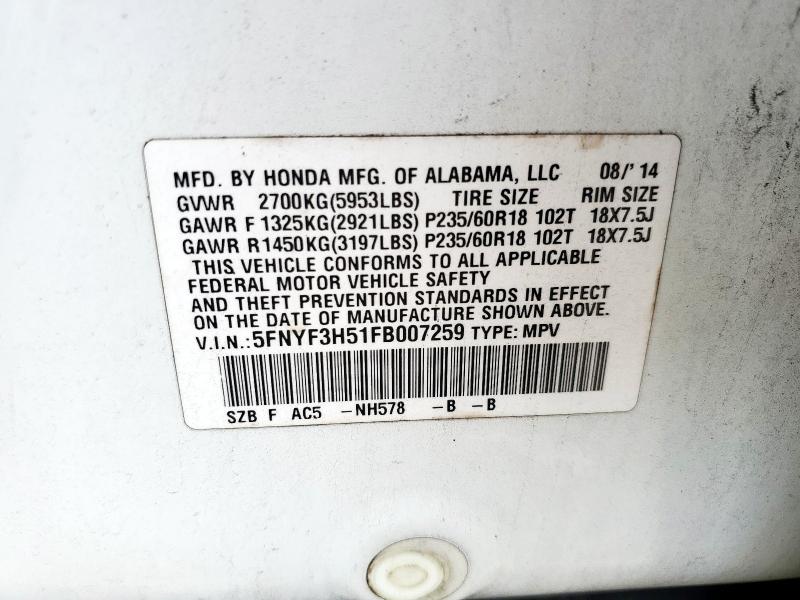 MFD. BY HONDA MFG. OF ALABAMA, LLC 08/'14
GVWR 2700KG(5953LBS) TIRE SIZE RIM SIZE
GAWR F 1325KG(2921LBS) P235/60R18 102T 18X7.5J
GAWR R1450KG(3197LBS) P235/60R18 102T 18X7.5J
THIS VEHICLE CONFORMS TO ALL APPLICABLE
FEDERAL MOTOR VEHICLE SAFETY
AND THEFT PREVENTION STANDARDS IN EFFECT
ON THE DATE OF MANUFACTURE SHOWN ABOVE.
V.I.N.:5FNYF3H51FB007259 TYPE: MPV
SZB F AC5 -NH578 -B -B